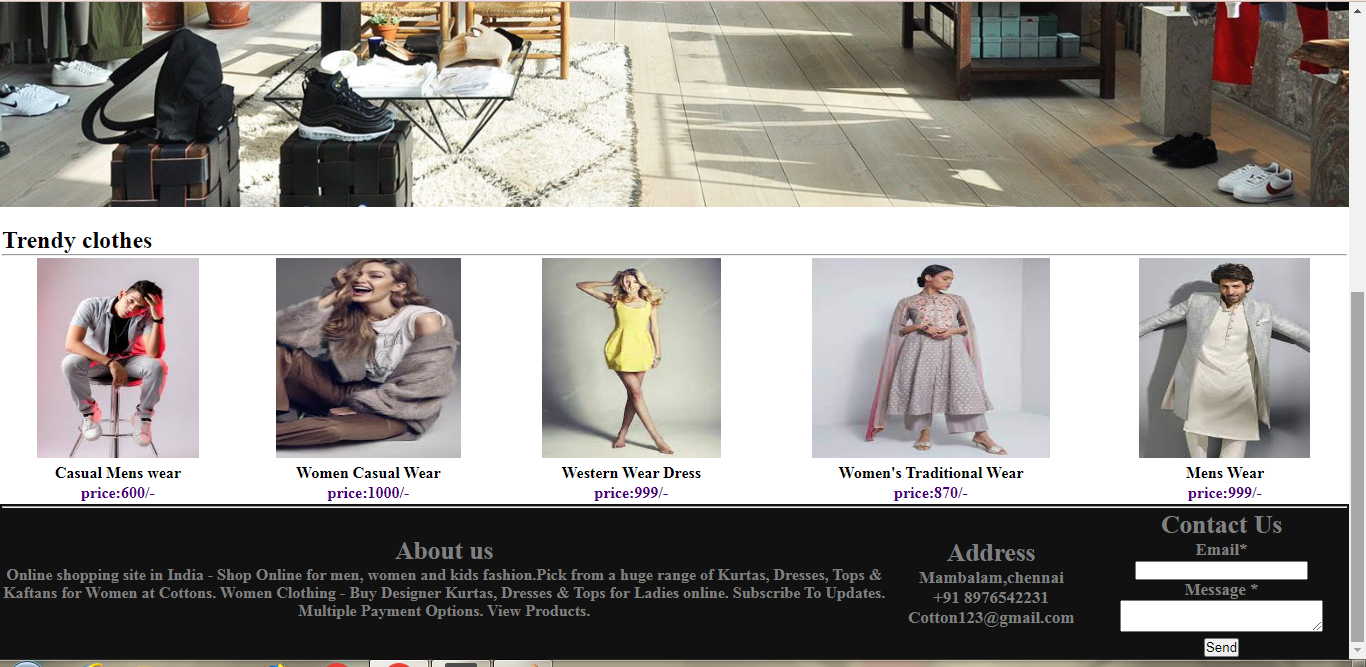 Trendy clothes
Casual Mens wear
price:600/-
Women Casual Wear
price:1000/-
Western Wear Dress
price:999/-
Women's Traditional Wear
price:870/-
Mens Wear
price:999/-
About us
Online shopping site in India - Shop Online for men, women and kids fashion.Pick from a huge range of Kurtas, Dresses, Tops &
Kaftans for Women at Cottons. Women Clothing - Buy Designer Kurtas, Dresses & Tops for Ladies online. Subscribe To Updates.
Multiple Payment Options. View Products.
Address
Mambalam,chennai
+91 8976542231
Cotton123@gmail.com
Contact Us
Email*
Message *
Send